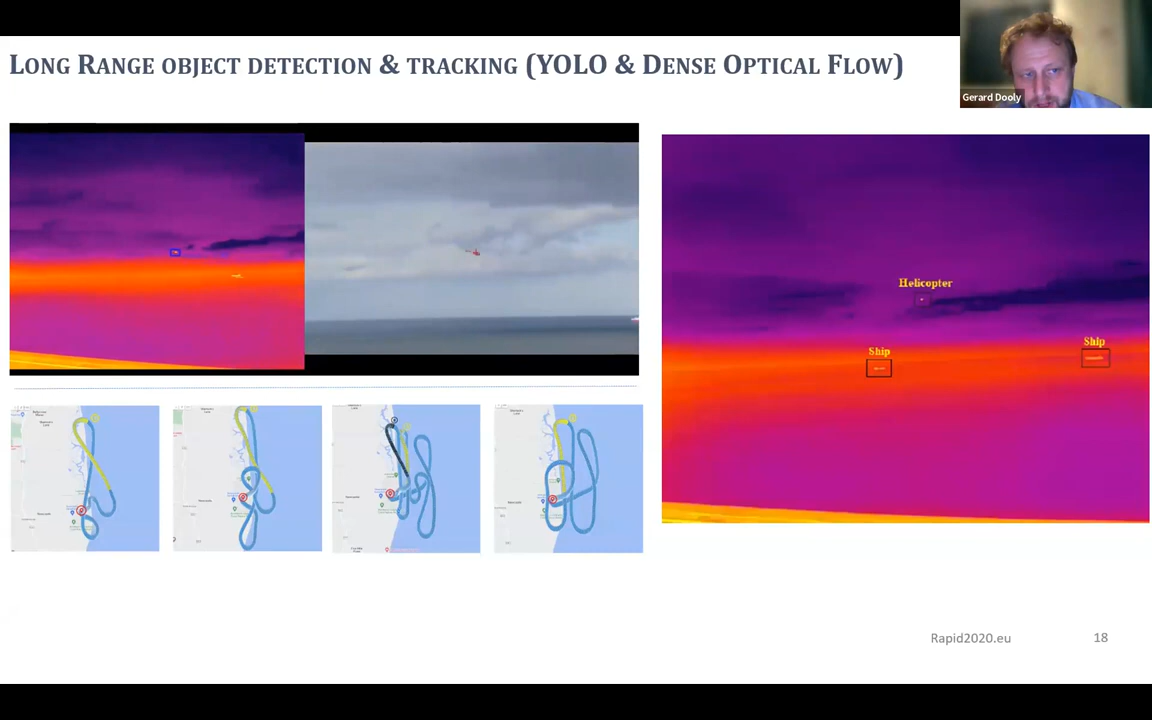 LONG RANGE OBJECT DETECTION & TRACKING (YOLO & DENSE OPTICAL FLOW)
Gerard Dooly
Helicopter
Ship
Ship
Rapid2020.eu
18